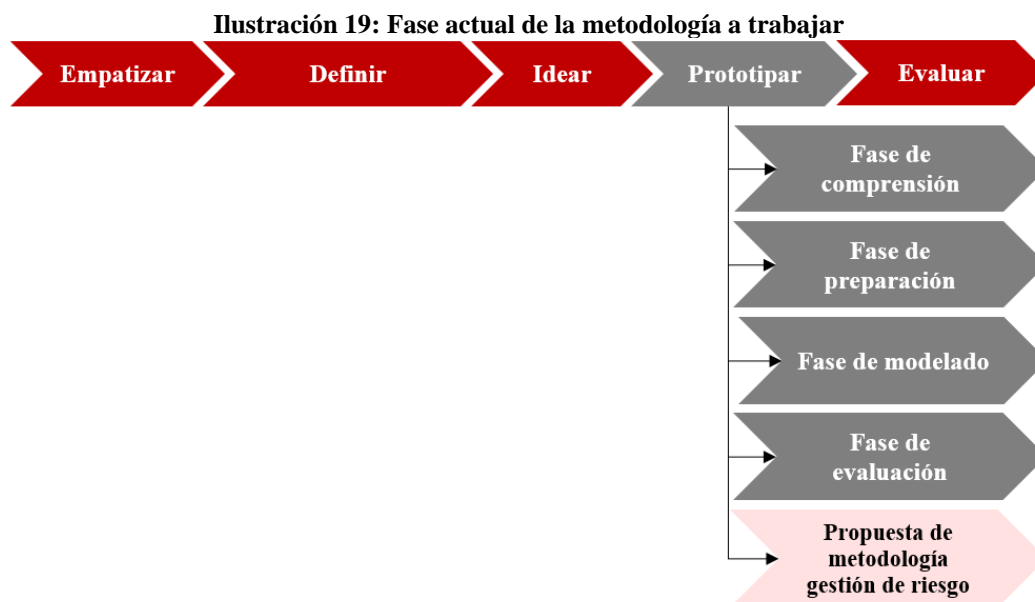 Ilustración 19: Fase actual de la metodología a trabajar
Empatizar
Definir
Idear
Prototipar
Evaluar
Fase de
comprensión
Fase de
preparación
Fase de modelado
Fase de
evaluación
Propuesta de
metodología
gestión de riesgo